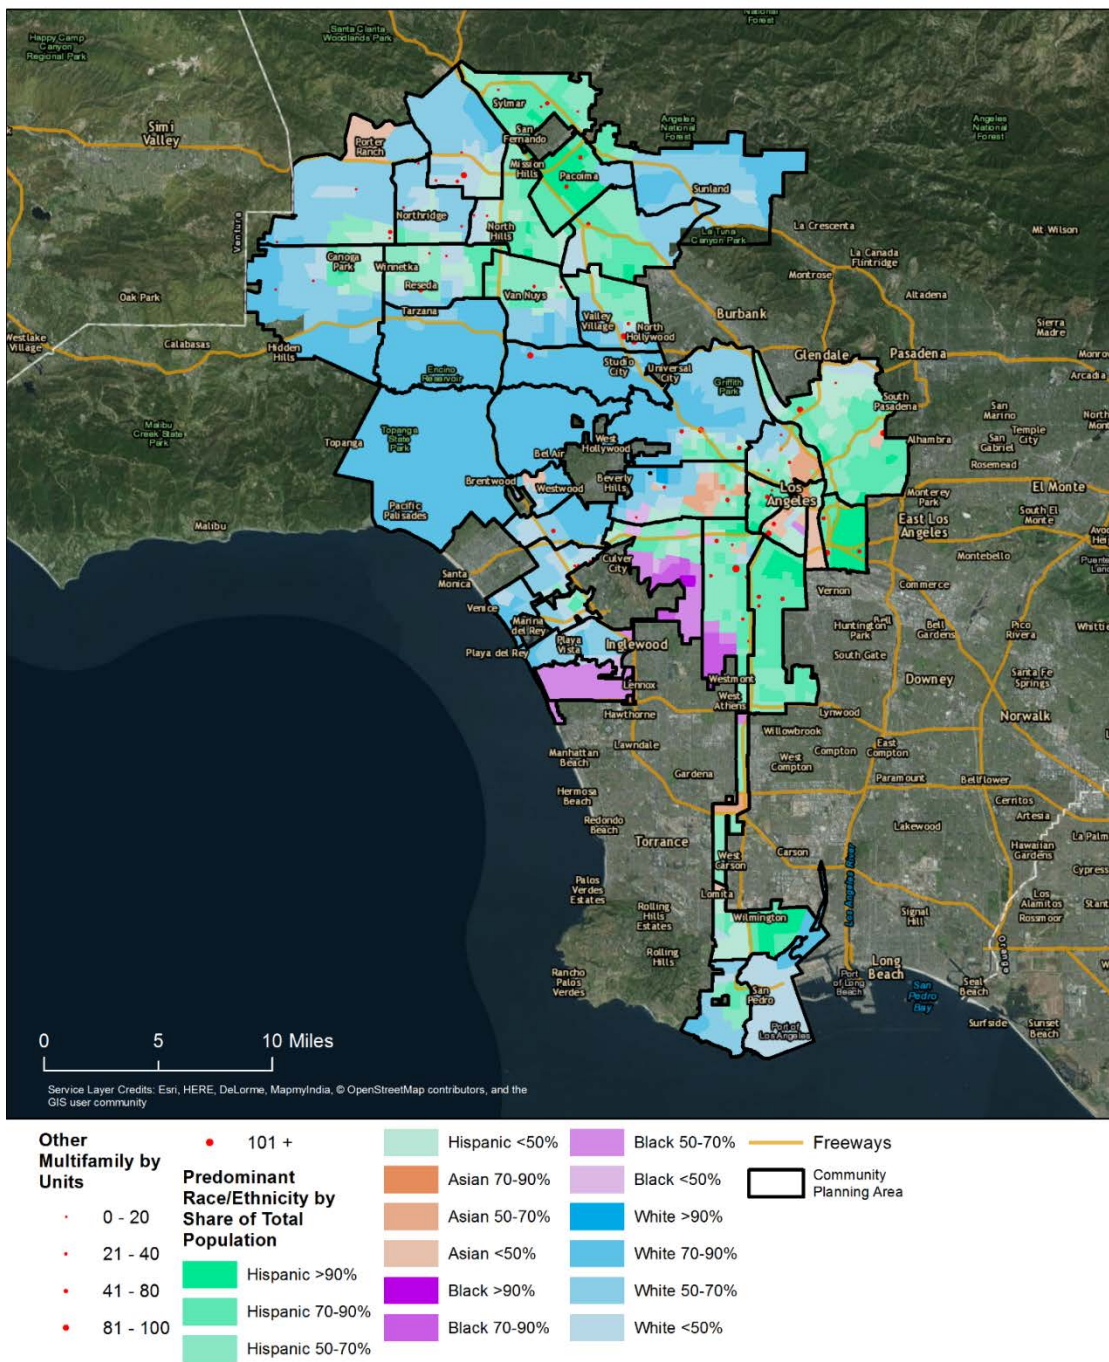 Happy Camp
Canyon
Regional Park
Santa Clarita
Woodlands Park
National
Forest
Angeles
National
Forest
Angeles
National
Forest
Simi
Valley
Sylmar
San
Fernando
Porter
Ranch
Mission
Hills
Pacoima
Sunland
Northridge
North
Hills
La Tuna
Canyon Park
La Crescenta
Mt Wilson
La Canada
Flintridge
Montrose
Altadena
Ventura
Canoga
Park
Winnetka
Reseda
Van Nuys
Oak Park
Tarzana
Valley
Village
North
Hollywood
Burbank
Sierra
Madre
Westlake
Village
Calabasas
Hidden
Hills
Glendale
Pasadena
Monro
Arcadia
Encino
Reservoir
Studio
City
Universal
City
Griffith
Park
South
Pasadena
San
Marino
Temple
City
North
Mont
Malibu
Creek State
Park
Topanga
Topanga
State
Park
West
Hollywood
Bel Air
Beverly
Hills
Brentwood
Westwood
Alhambra
San
Gabriel
Rosemead
Los
Angeles
Monterey
Park
El Monte
South El
Monte
Pacific
Palisades
Malibu
East Los
Angeles
Montebello
Culver
City
Santa
Monica
Commerce
Vernon
Venice
Marina
del Rey
Huntington
Park
Bell
Bell
Gardens
Pico
Rivera
Whitti
Playa del Rey
Playa
Vista
Inglewood
South Gate
Downey
Santa Fe
Springs
Lennox
Westmont
West
Athens
Hawthorne
Lynwood
Norwalk
Willowbrook
Manhattan
Beach
Lawndale
West
Compton
Compton
East
Compton
Gardena
Paramount
Bellflower
Hermosa
Beach
Cerritos
Artesia
Redondo
Beach
Torrance
Lakewood
La Palm
Hawaiian
Gardens
Cypres
West
Carson
Carson
Los Angeles River
Palos
Verdes
Estates
Lomita
Los
Alamitos
Rossmoor
Stant
Rolling
Hills
Estates
Wilmington
Signal
Hill
Rolling
Hills
Orange
Long
Beach
Rancho
Palos
Verdes
San
Pedro
Port
of Long
Beach
San
Pedro
Bay
Seal
Beach
Port of
Los Angeles
Surfside
Sunset
Beach
0 5 10 Miles
Service Layer Credits: Esri, HERE, DeLorme, MapmyIndia, © OpenStreetMap contributors, and the
GIS user community
Other
Multifamily by
Units
0 - 20
21 - 40
41 - 80
81 - 100
101 +
Predominant
Race/Ethnicity by
Share of Total
Population
Hispanic >90%
Hispanic 70-90%
Hispanic 50-70%
Hispanic <50%
Asian 70-90%
Asian 50-70%
Asian <50%
Black >90%
Black 70-90%
Black 50-70%
Black <50%
White >90%
White 70-90%
White 50-70%
White <50%
Freeways
Community
Planning Area